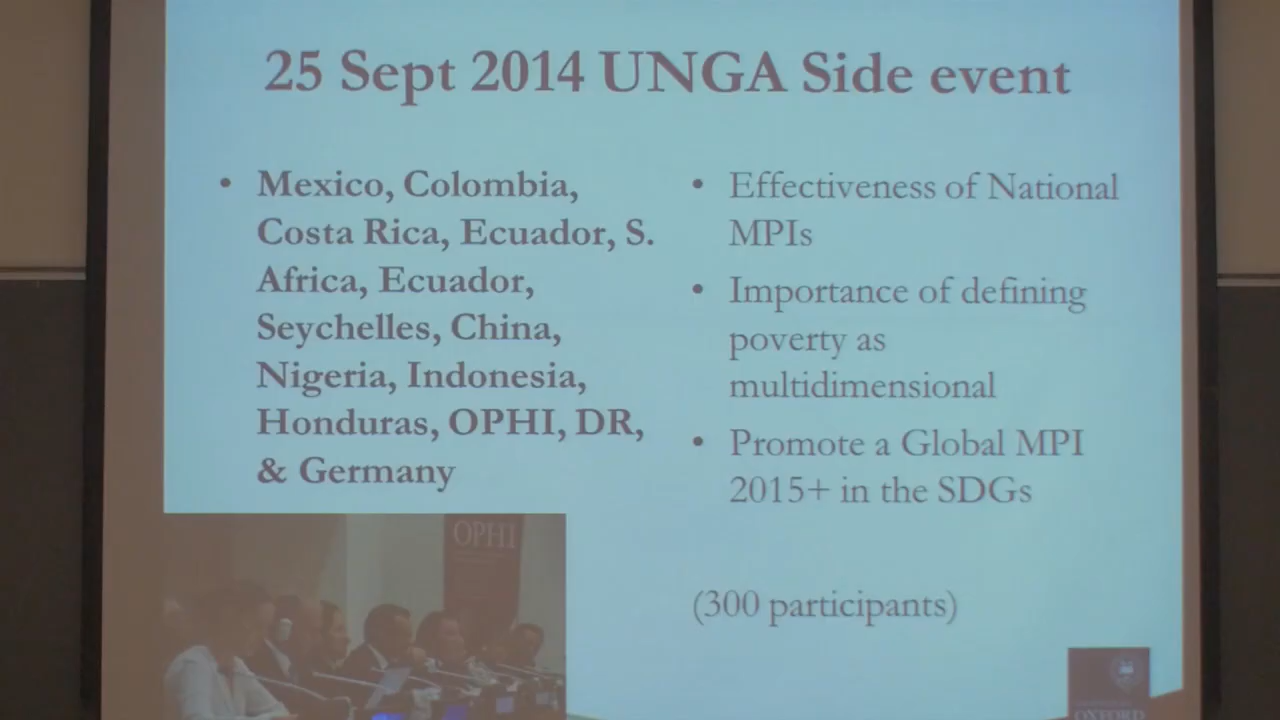 25 Sept 2014 UNGA Side event
• Mexico, Colombia,
Costa Rica, Ecuador, S.
Africa, Ecuador,
Seychelles, China,
Nigeria, Indonesia,
Honduras, OPHI, DR,
& Germany
• Effectiveness of National
MPIs
• Importance of defining
poverty as
multidimensional
• Promote a Global MPI
2015+ in the SDGs
(300 participants)
OPHI
OXFORD